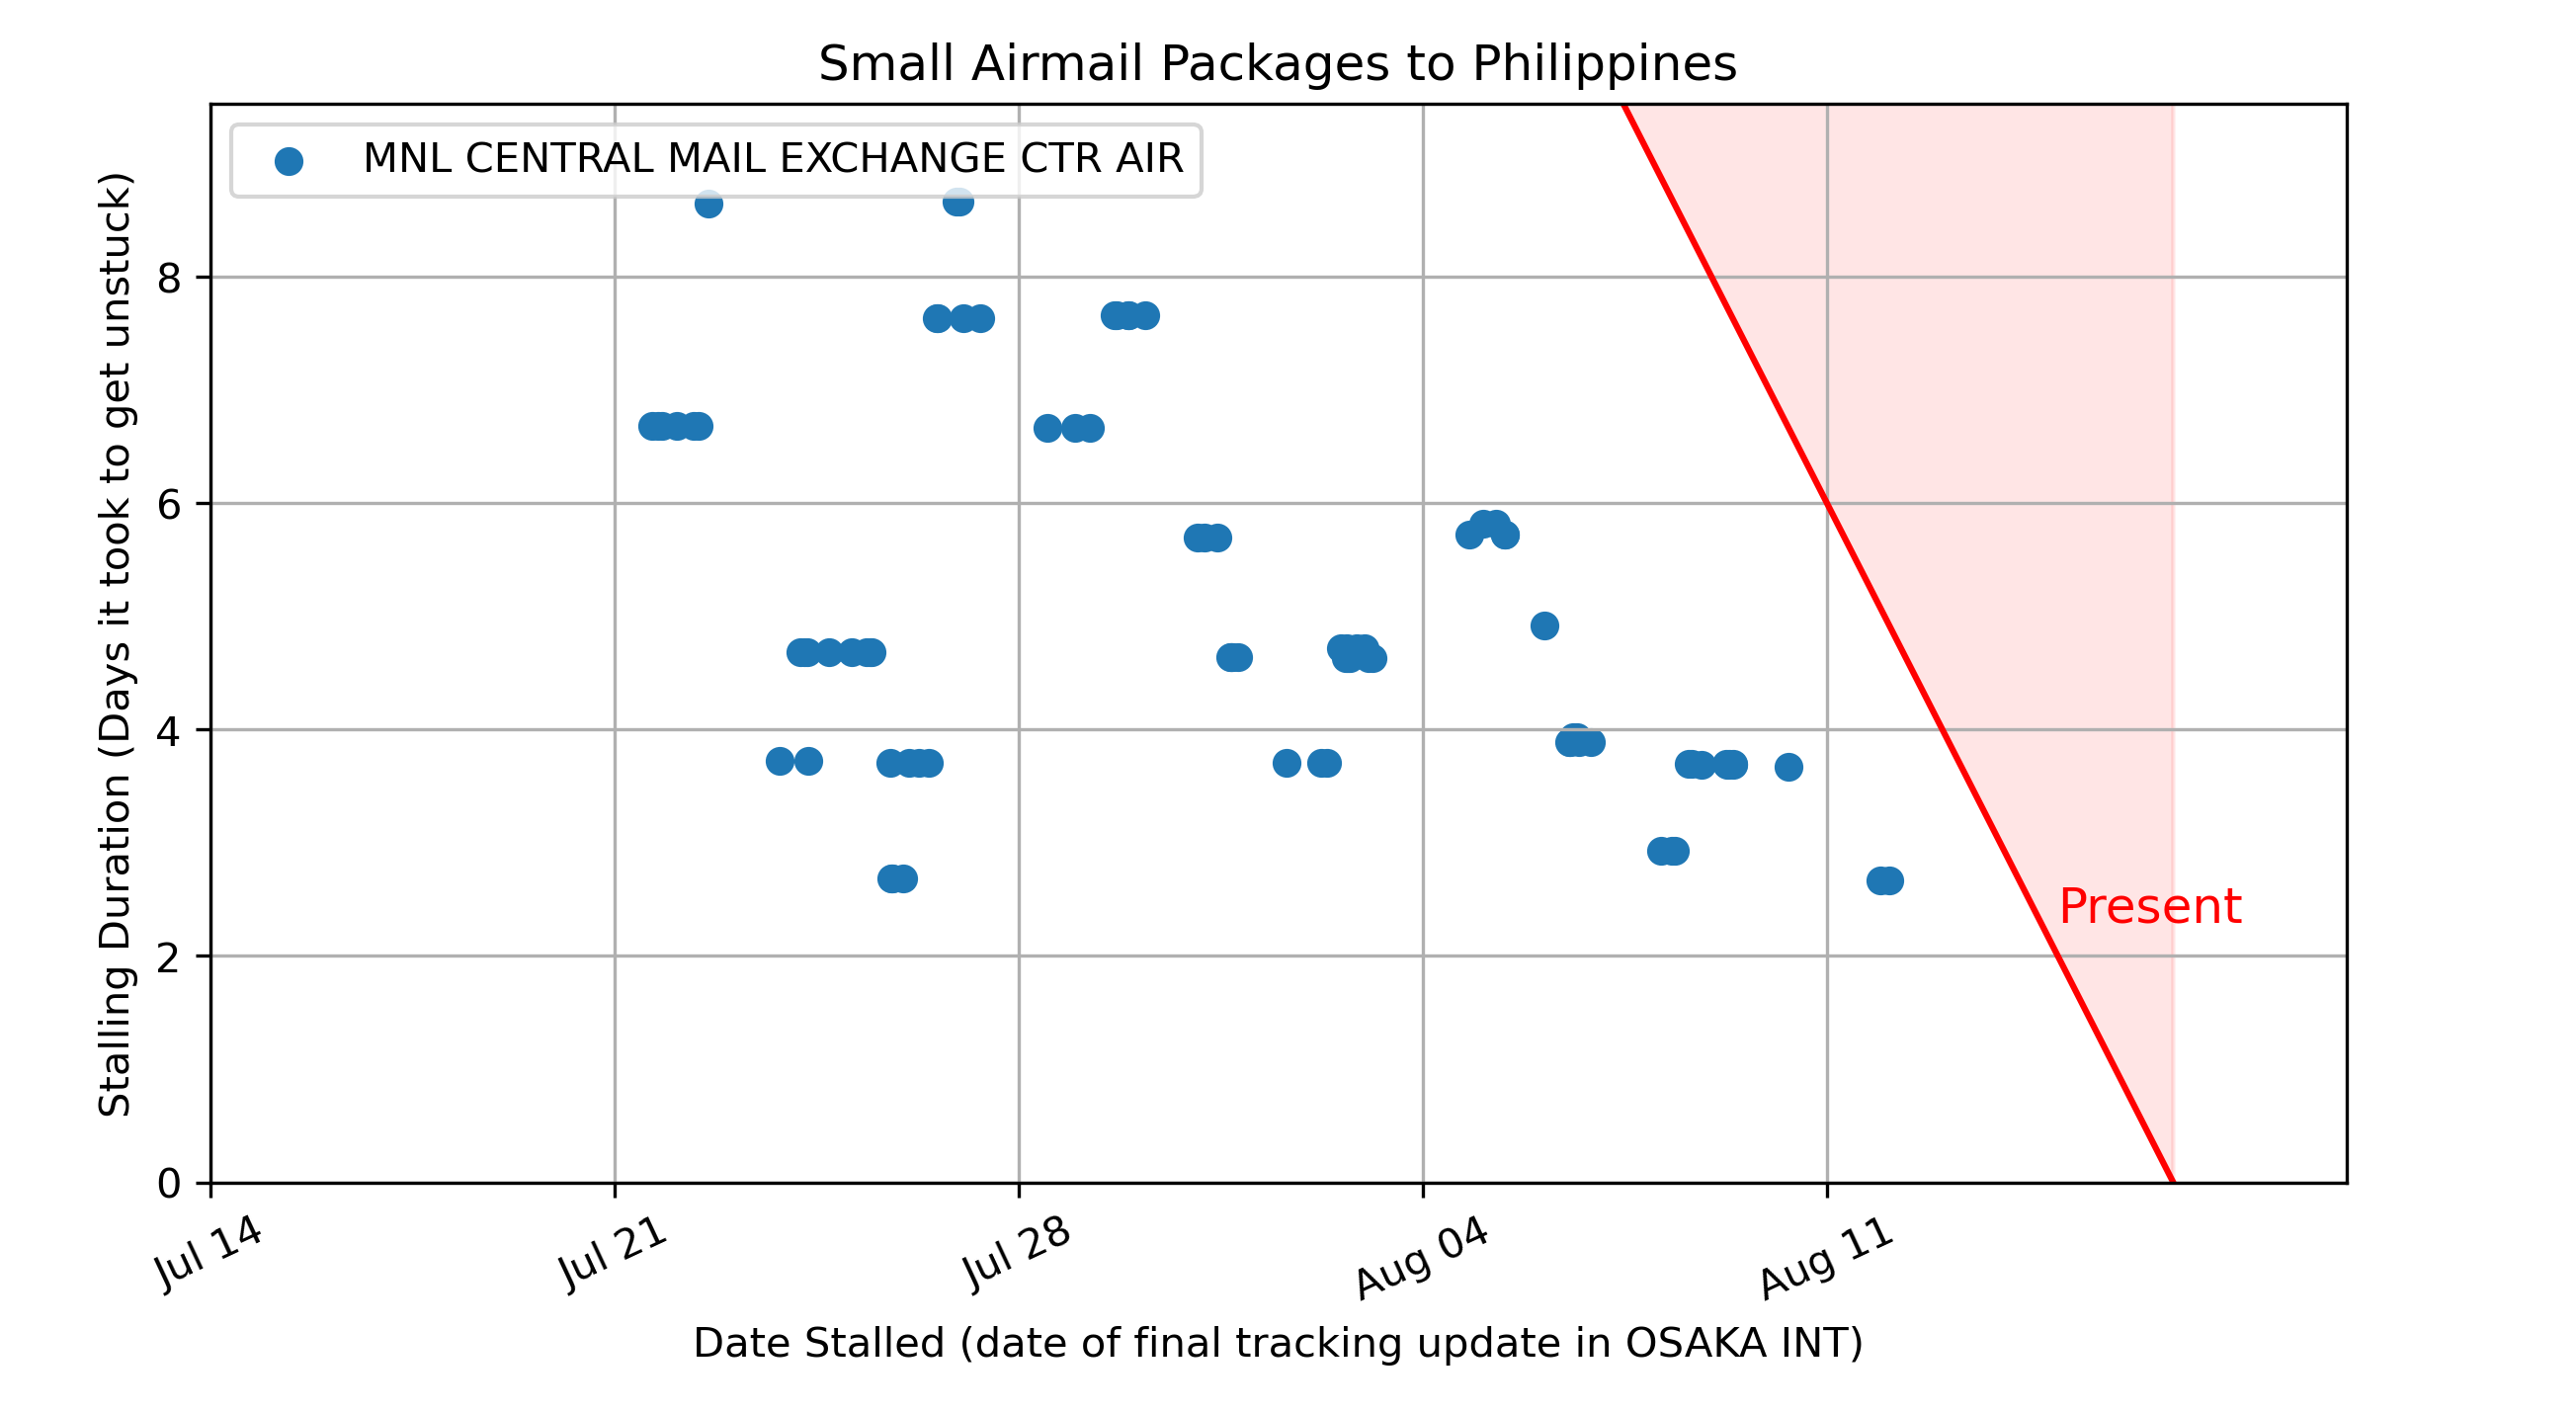 Small Airmail Packages to Philippines
MNL CENTRAL MAIL EXCHANGE CTR AIR
Stalling Duration (Days it took to get unstuck)
8
6
4
2
0
Present
Jul 14
Jul 21
Jul 28
Aug 04
Aug 11
Date Stalled (date of final tracking update in OSAKA INT)